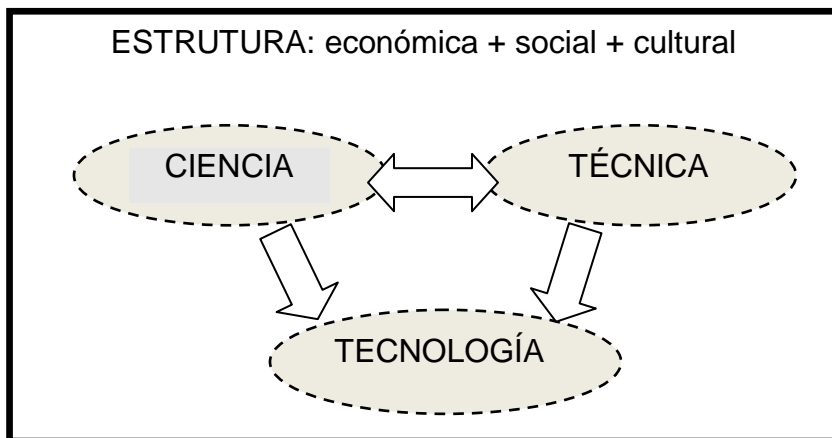 ESTRUTURA: económica + social + cultural
CIENCIA
TÉCNICA
TECNOLOGÍA